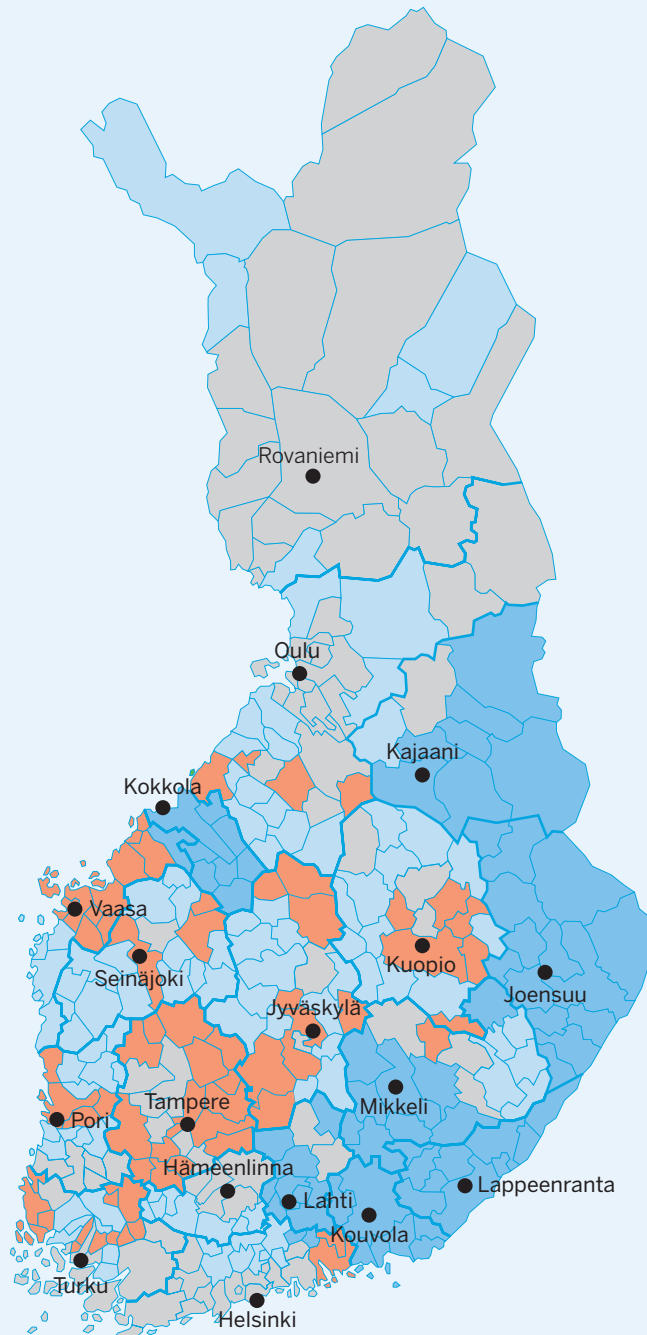 Rovaniemi
Oulu
Kajaani
Kokkola
Vaasa
Kuopio
Seinäjoki
Joensuu
Jyväskylä
Mikkeli
Tampere
Pori
Hämeenlinna
Lappeenranta
Lahti
Kouvola
Turku
Helsinki